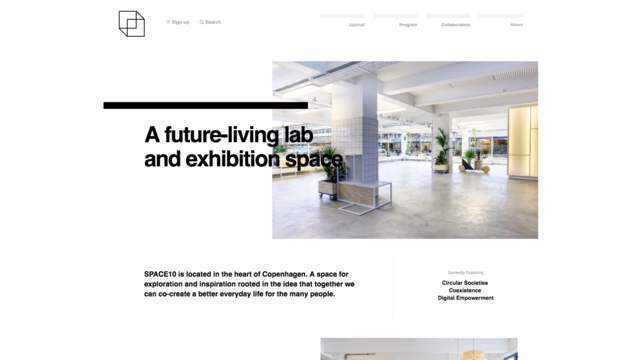 Sign up
Search
Journal
Program
Collaborators
About
A future-living lab
and exhibition space
SPACE10 is located in the heart of Copenhagen. A space for
exploration and inspiration rooted in the idea that together we
can co-create a better everyday life for the many people.
Currently Exploring
Circular Societies
Coexistence
Digital Empowerment